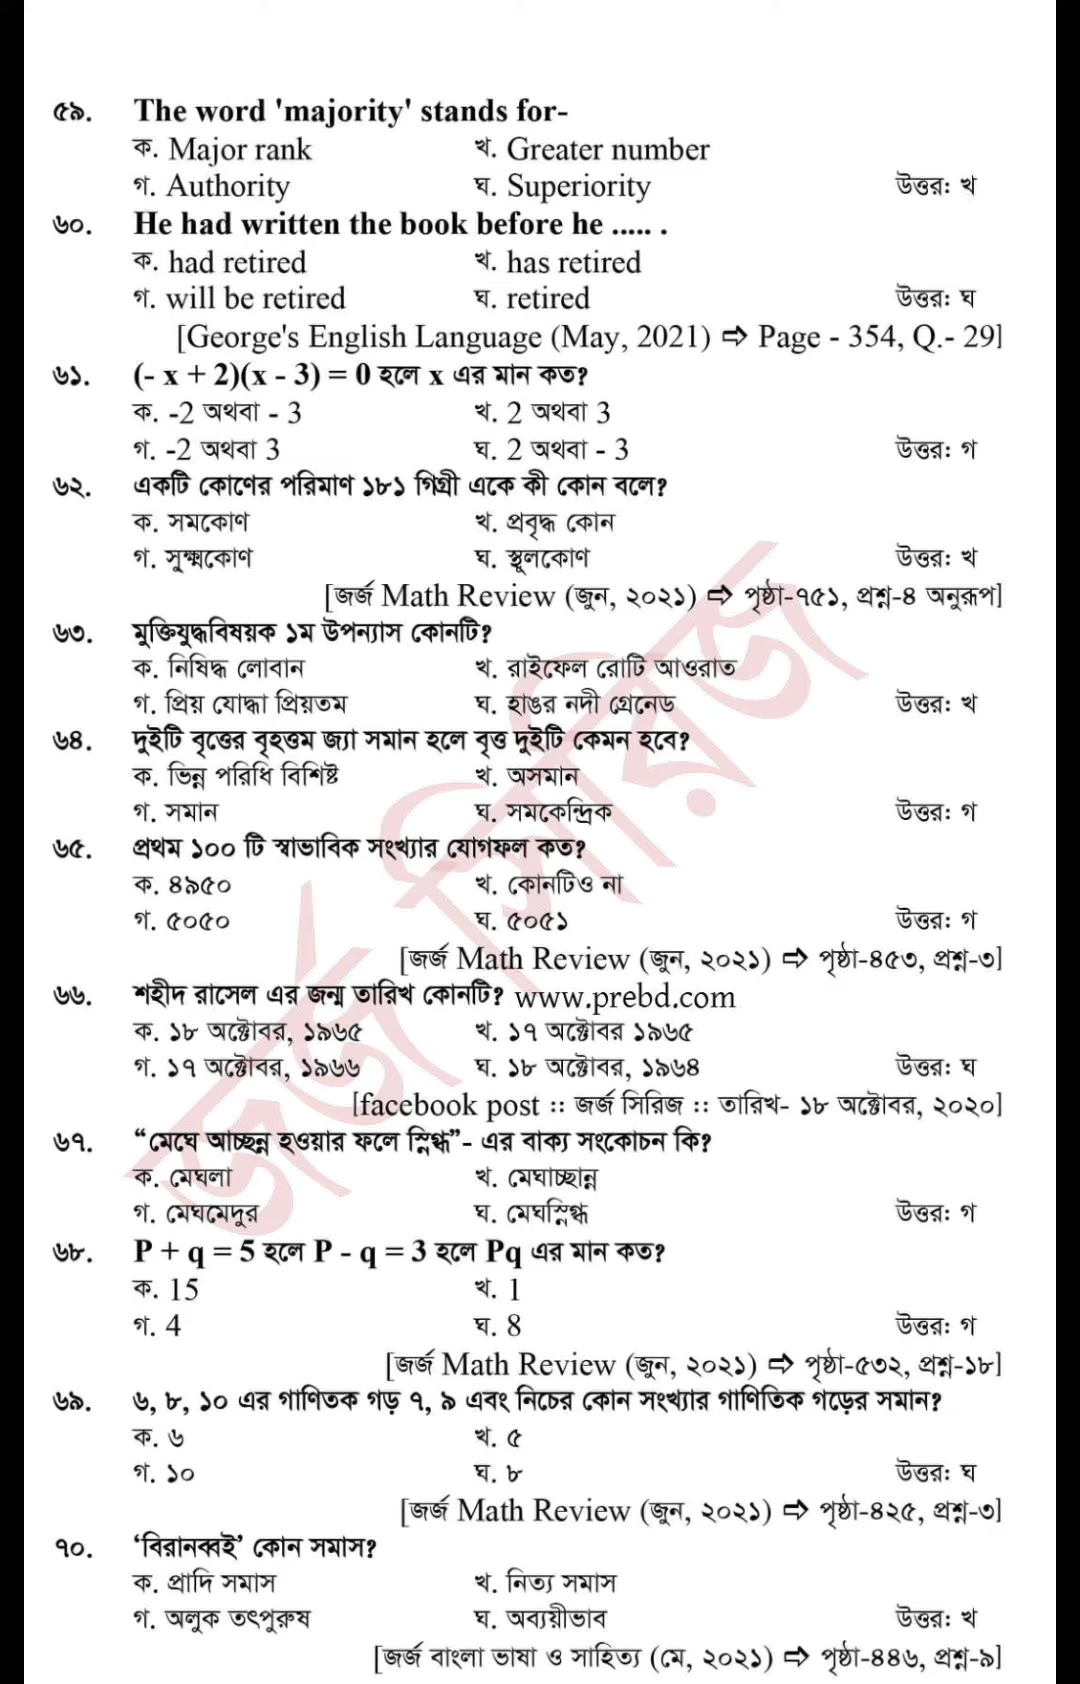 ৫৯. The word 'majority' stands for-
ক. Major rank খ. Greater number
গ. Authority ঘ. Superiority উত্তর: খ
৬০. He had written the book before he ..... .
ক. had retired খ. has retired
গ. will be retired ঘ. retired উত্তর: ঘ
[George's English Language (May, 2021) ⇨ Page - 354, Q.- 29]
৬১. (- x + 2)(x - 3) = 0 হলে x এর মান কত?
ক. -2 অথবা - 3 খ. 2 অথবা 3
গ. -2 অথবা 3 ঘ. 2 অথবা - 3 উত্তর: গ
৬২. একটি কোণের পরিমাণ ১৮১ গিগ্রী একে কী কোন বলে?
ক. সমকোণ খ. প্রবৃদ্ধ কোন
গ. সূক্ষ্মকোণ ঘ. স্থূলকোণ উত্তর: খ
[জর্জ Math Review (জুন, ২০২১) ⇨ পৃষ্ঠা-৭৫১, প্রশ্ন-৪ অনুরূপ]
৬৩. মুক্তিযুদ্ধবিষয়ক ১ম উপন্যাস কোনটি?
ক. নিষিদ্ধ লোবান খ. রাইফেল রোটি আওরাত
গ. প্রিয় যোদ্ধা প্রিয়তম ঘ. হাঙর নদী গ্রেনেড উত্তর: খ
৬৪. দুইটি বৃত্তের বৃহত্তম জ্যা সমান হলে বৃত্ত দুইটি কেমন হবে?
ক. ভিন্ন পরিধি বিশিষ্ট খ. অসমান
গ. সমান ঘ. সমকেন্দ্রিক উত্তর: গ
৬৫. প্রথম ১০০ টি স্বাভাবিক সংখ্যার যোগফল কত?
ক. ৪৯৫০ খ. কোনটিও না
গ. ৫০৫০ ঘ. ৫০৫১ উত্তর: গ
[জর্জ Math Review (জুন, ২০২১) ⇨ পৃষ্ঠা-৪৫৩, প্রশ্ন-৩]
৬৬. শহীদ রাসেল এর জন্ম তারিখ কোনটি? www.prebd.com
ক. ১৮ অক্টোবর, ১৯৬৫ খ. ১৭ অক্টোবর ১৯৬৫
গ. ১৭ অক্টোবর, ১৯৬৬ ঘ. ১৮ অক্টোবর, ১৯৬৪ উত্তর: ঘ
[facebook post :: জর্জ সিরিজ :: তারিখ- ১৮ অক্টোবর, ২০২০]
৬৭. “মেঘে আচ্ছন্ন হওয়ার ফলে স্নিগ্ধ”- এর বাক্য সংকোচন কি?
ক. মেঘলা খ. মেঘাচ্ছান্ন
গ. মেঘমেদুর ঘ. মেঘস্নিগ্ধ উত্তর: গ
৬৮. P + q = 5 হলে P - q = 3 হলে Pq এর মান কত?
ক. 15 খ. 1
গ. 4 ঘ. 8 উত্তর: গ
[জর্জ Math Review (জুন, ২০২১) ⇨ পৃষ্ঠা-৫৩২, প্রশ্ন-১৮]
৬৯. ৬, ৮, ১০ এর গাণিতক গড় ৭, ৯ এবং নিচের কোন সংখ্যার গাণিতিক গড়ের সমান?
ক. ৬ খ. ৫
গ. ১০ ঘ. ৮ উত্তর: ঘ
[জর্জ Math Review (জুন, ২০২১) ⇨ পৃষ্ঠা-৪২৫, প্রশ্ন-৩]
৭০. ‘বিরানব্বই’ কোন সমাস?
ক. প্রাদি সমাস খ. নিত্য সমাস
গ. অলুক তৎপুরুষ ঘ. অব্যয়ীভাব উত্তর: খ
[জর্জ বাংলা ভাষা ও সাহিত্য (মে, ২০২১) ⇨ পৃষ্ঠা-৪৪৬, প্রশ্ন-৯]
জর্জ সিরিজ